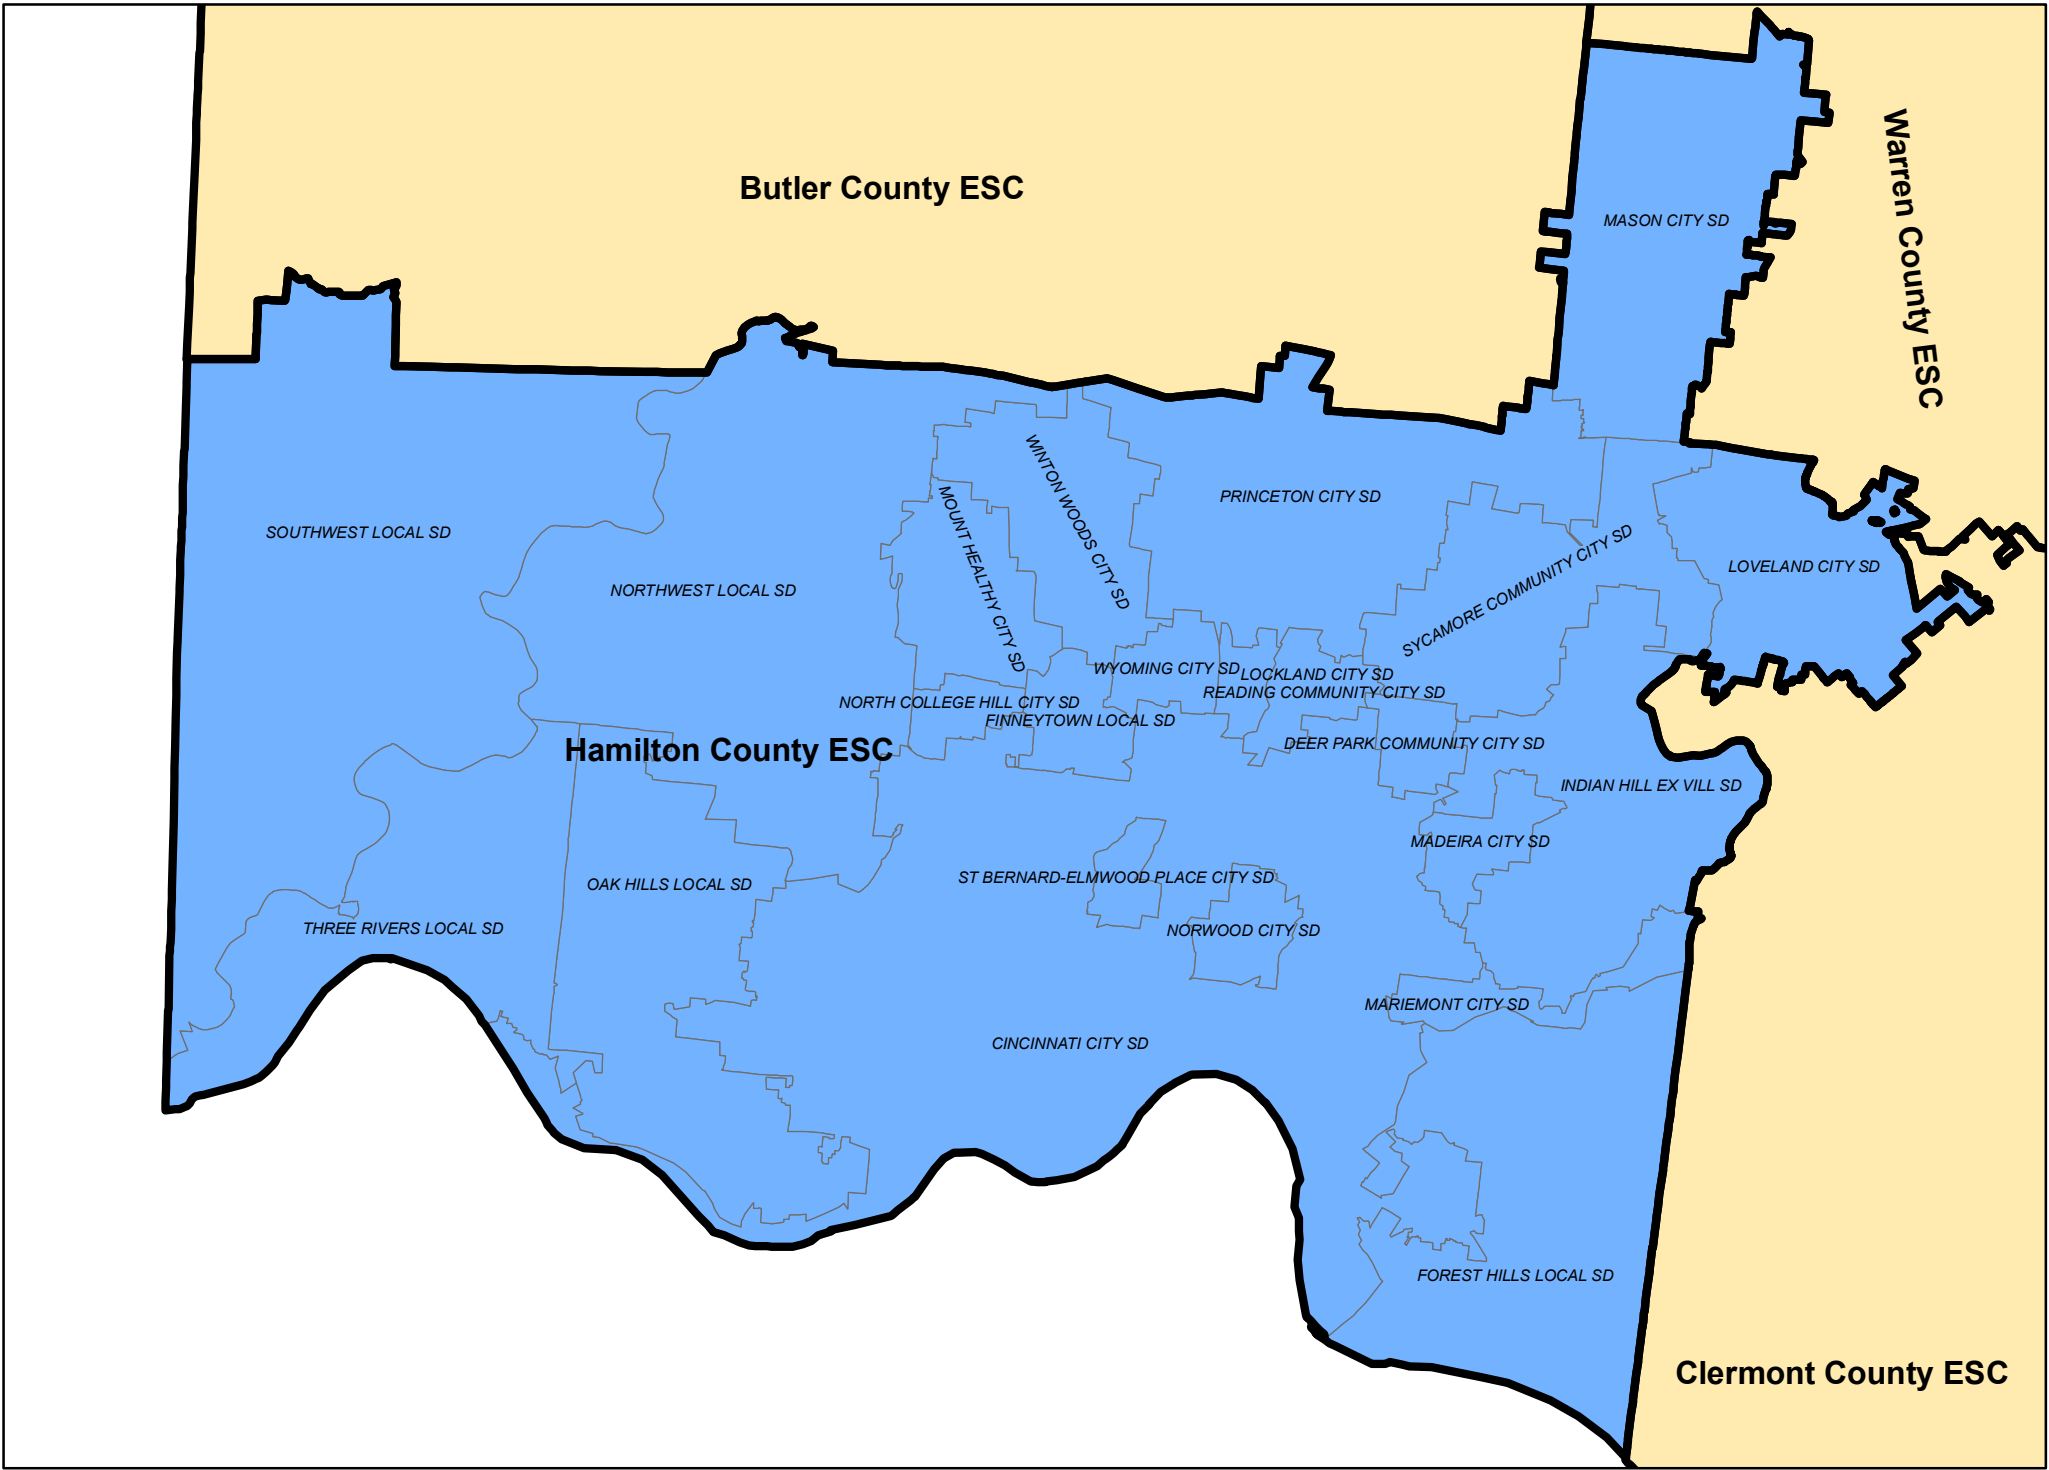 Butler County ESC
Warren County ESC
MASON CITY SD
WINTON WOODS CITY SD
PRINCETON CITY SD
MOUNT HEALTHY CITY SD
SOUTHWEST LOCAL SD
SYCAMORE COMMUNITY CITY SD
LOVELAND CITY SD
NORTHWEST LOCAL SD
WYOMING CITY SD
LOCKLAND CITY SD
READING COMMUNITY CITY SD
NORTH COLLEGE HILL CITY SD
FINNEYTOWN LOCAL SD
DEER PARK COMMUNITY CITY SD
Hamilton County ESC
INDIAN HILL EX VILL SD
MADEIRA CITY SD
ST BERNARD-ELMWOOD PLACE CITY SD
OAK HILLS LOCAL SD
THREE RIVERS LOCAL SD
NORWOOD CITY SD
MARIEMONT CITY SD
CINCINNATI CITY SD
FOREST HILLS LOCAL SD
Clermont County ESC